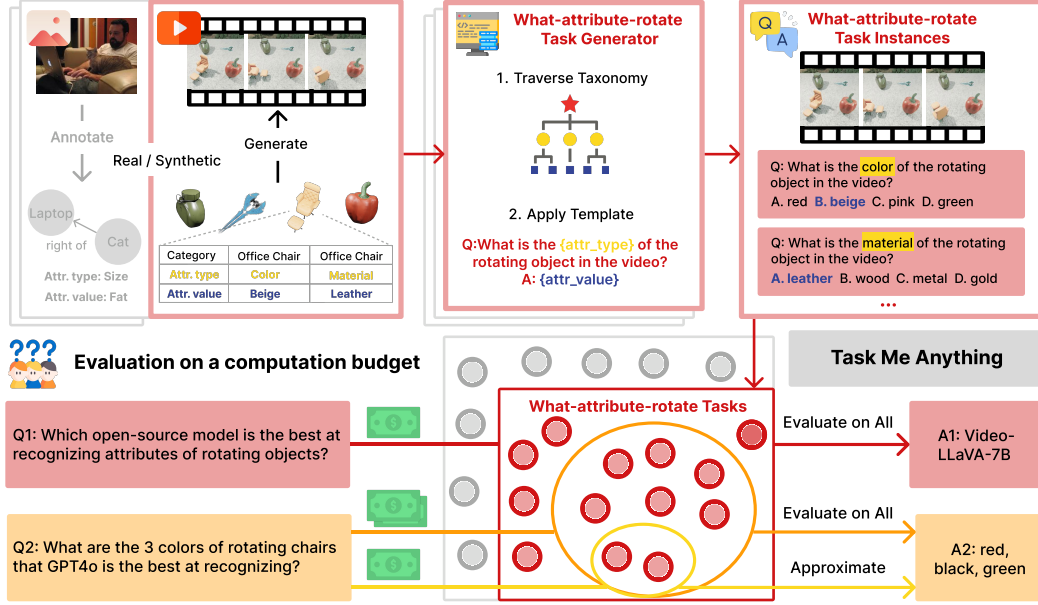 Annotate
Real / Synthetic
Laptop
right of
Cat
Attr. type: Size
Attr. value: Fat
Generate
Category Office Chair Office Chair
Attr. type Color Material
Attr. value Beige Leather
What-attribute-rotate
Task Generator
1. Traverse Taxonomy
2. Apply Template
Q:What is the {attr_type} of the
rotating object in the video?
A: {attr_value}
Q
A
What-attribute-rotate
Task Instances
Q: What is the color of the rotating
object in the video?
A. red B. beige C. pink D. green
Q: What is the material of the rotating
object in the video?
A. leather B. wood C. metal D. gold
...
???
Evaluation on a computation budget
Task Me Anything
What-attribute-rotate Tasks
Q1: Which open-source model is the best at
recognizing attributes of rotating objects?
$
Evaluate on All
A1: Video-
LLaVA-7B
Q2: What are the 3 colors of rotating chairs
that GPT4o is the best at recognizing?
$
$
Evaluate on All
Approximate
A2: red,
black, green